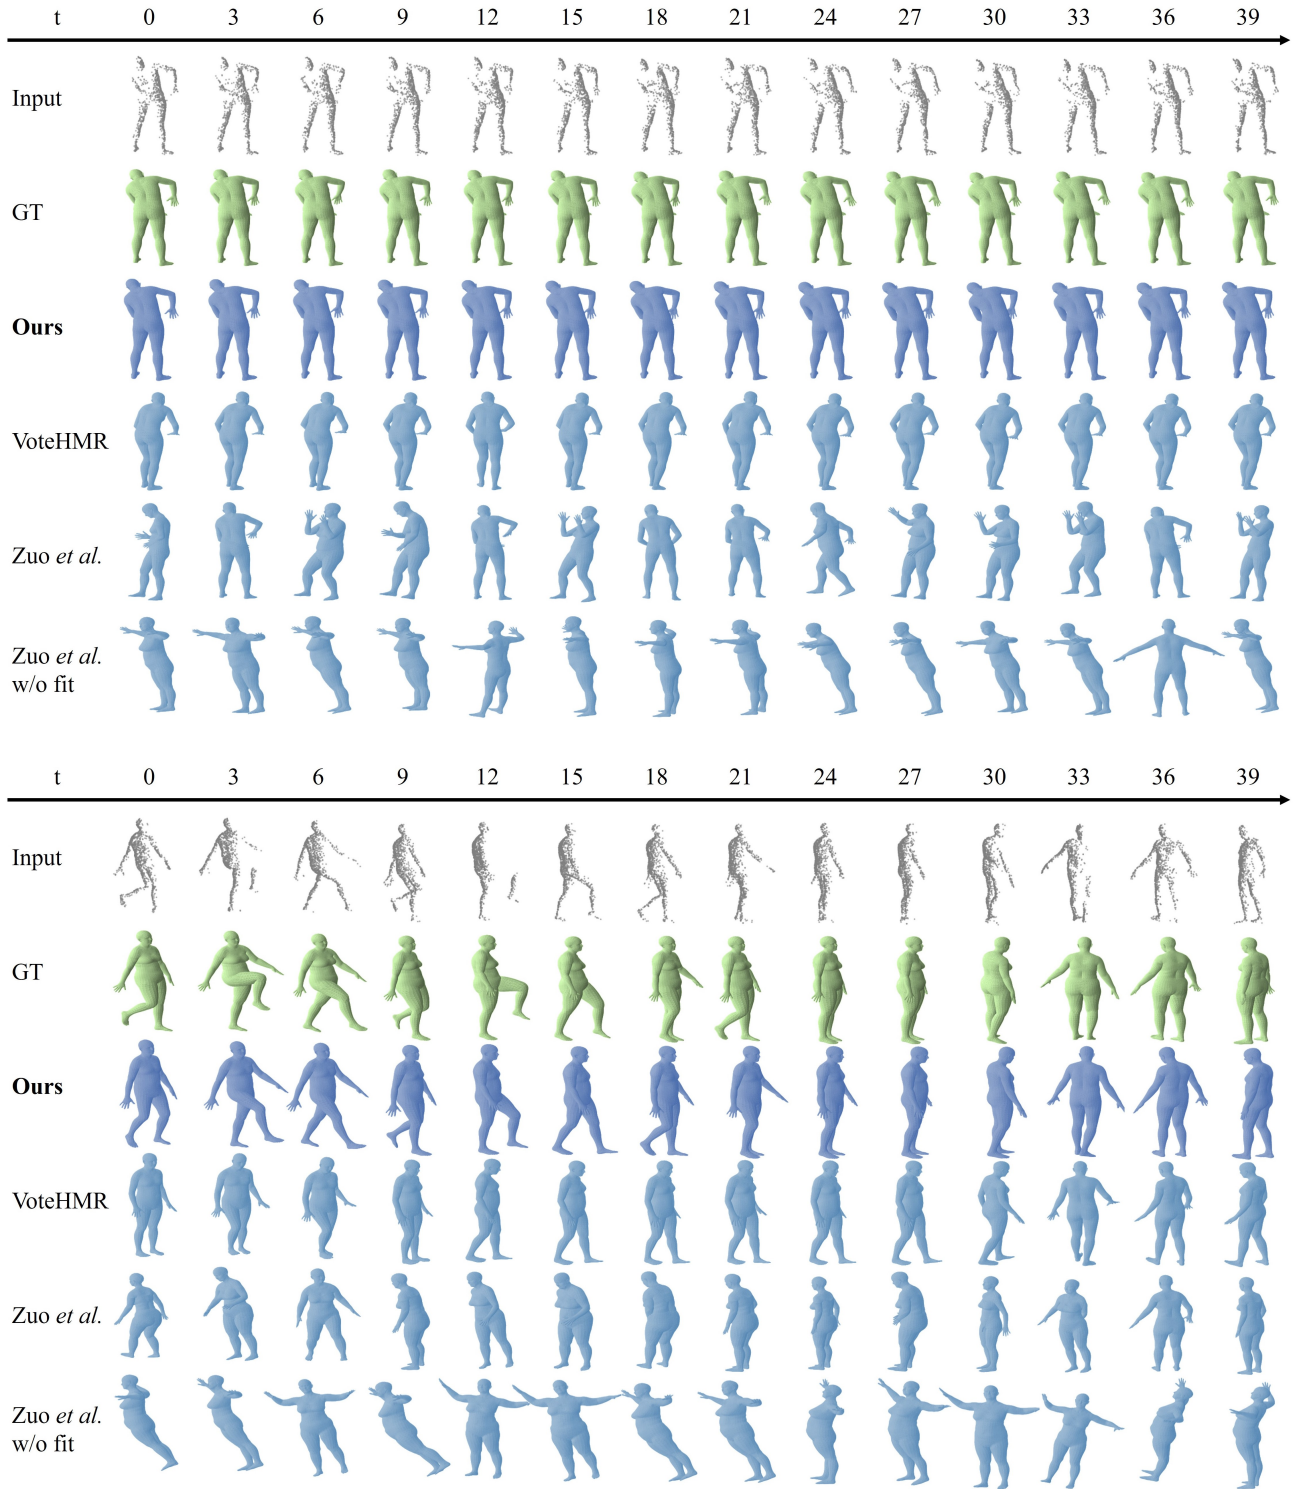 t 0 3 6 9 12 15 18 21 24 27 30 33 36 39
Input
GT
Ours
VoteHMR
Zuo et al.
Zuo et al.
w/o fit
t 0 3 6 9 12 15 18 21 24 27 30 33 36 39
Input
GT
Ours
VoteHMR
Zuo et al.
Zuo et al.
w/o fit